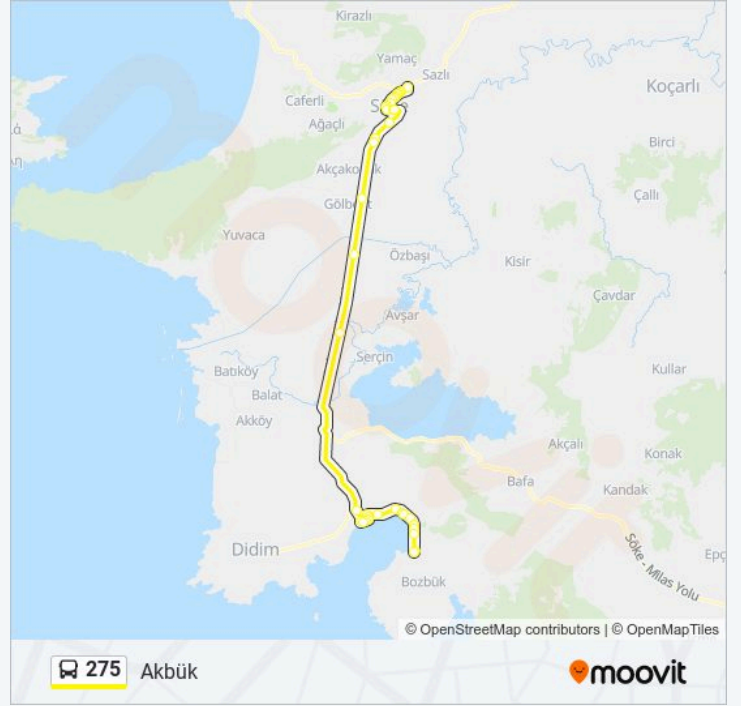 Kirazlı
Yamaç
Sazlı
Koçarlı
Caferli
Ağaçlı
Birci
Çallı
Yuvaca
Özbaşı
Kisir
Çavdar
Avşar
Serçin
Batıköy
Balat
Kullar
Akköy
Akçalı
Konak
Bafa
Kandak
Söke - Milas Yolu
Didim
Bozbük
© OpenStreetMap contributors | © OpenMapTiles
275 Akbük
moovit